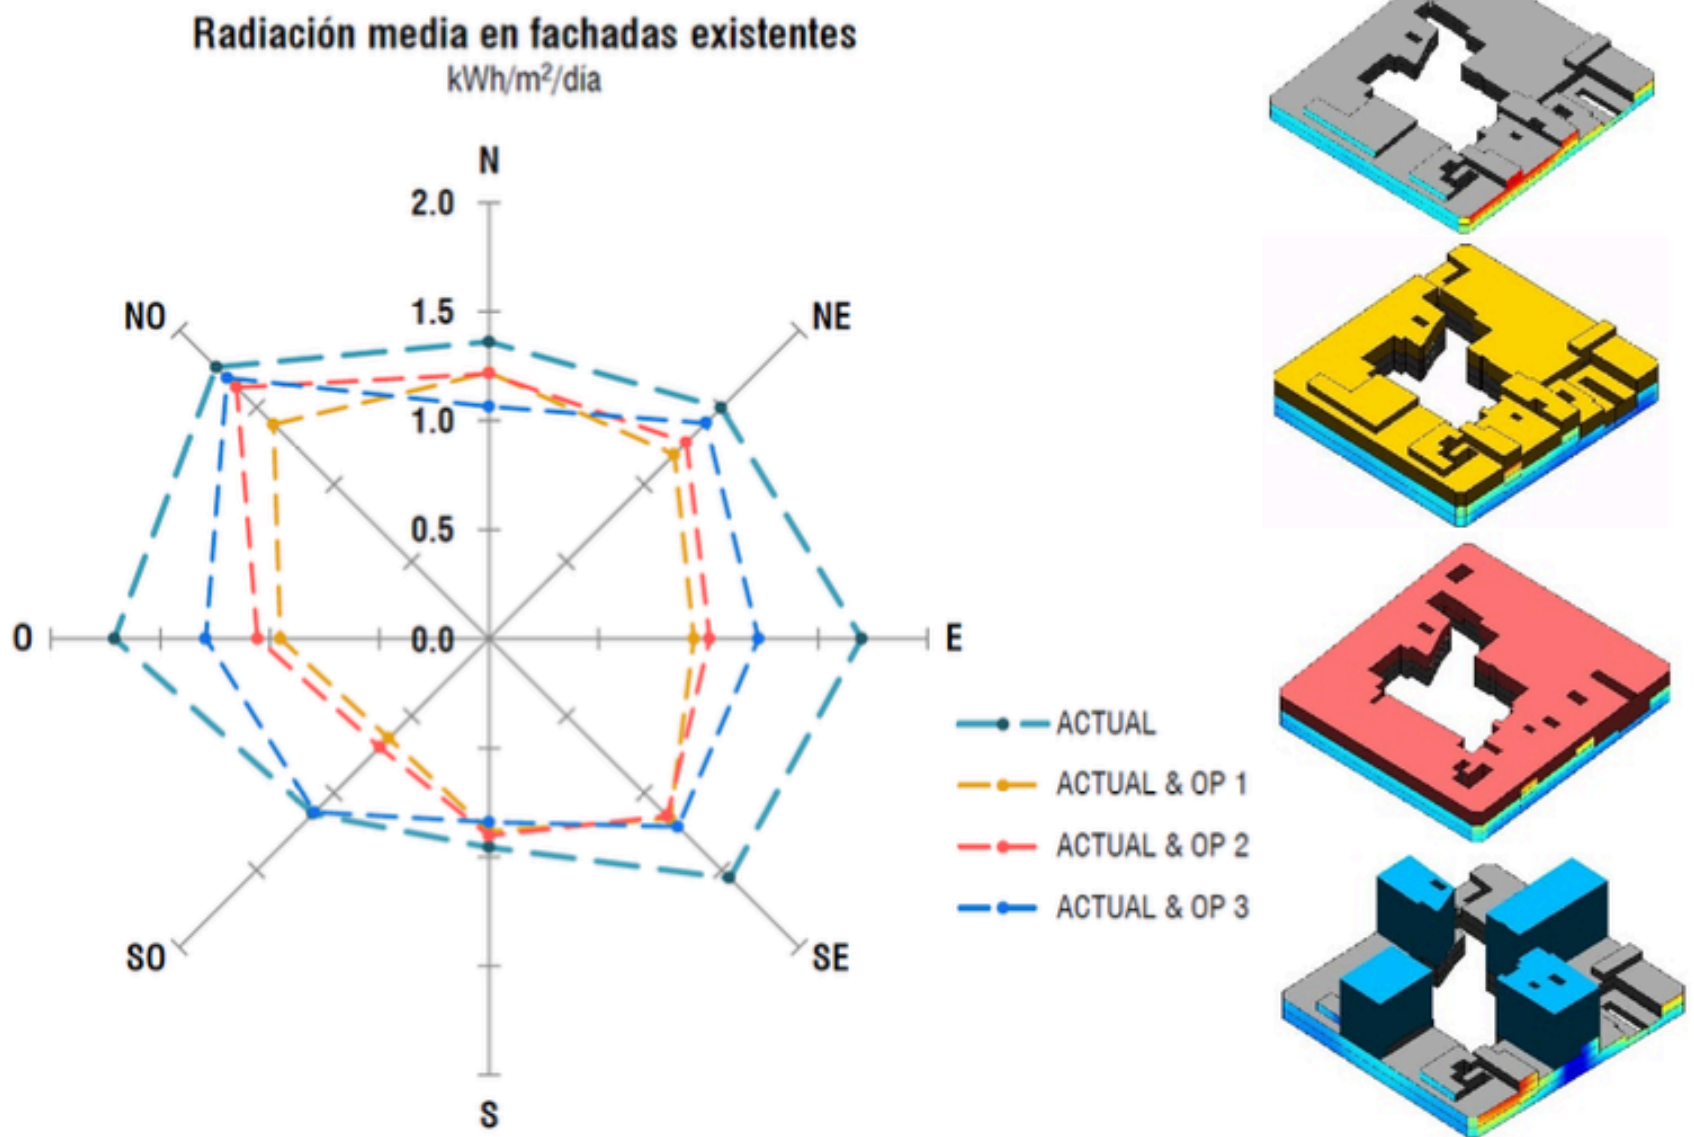 Radiación media en fachadas existentes
kWh/m²/día
N
2.0
1.5
NO
NE
1.0
0.5
O
0.0
E
ACTUAL
ACTUAL & OP 1
ACTUAL & OP 2
ACTUAL & OP 3
SO
SE
S